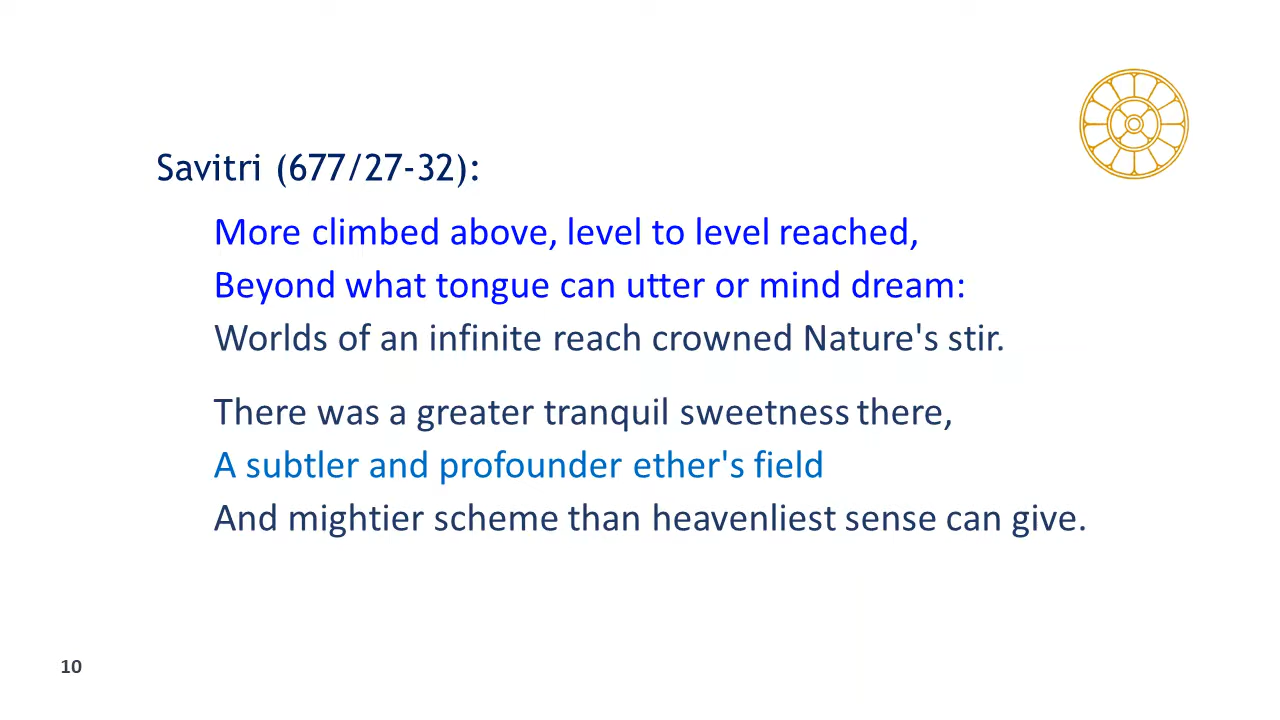 Savitri (677/27-32):
More climbed above, level to level reached,
Beyond what tongue can utter or mind dream:
Worlds of an infinite reach crowned Nature's stir.
There was a greater tranquil sweetness there,
A subtler and profounder ether's field
And mightier scheme than heavenliest sense can give.
10